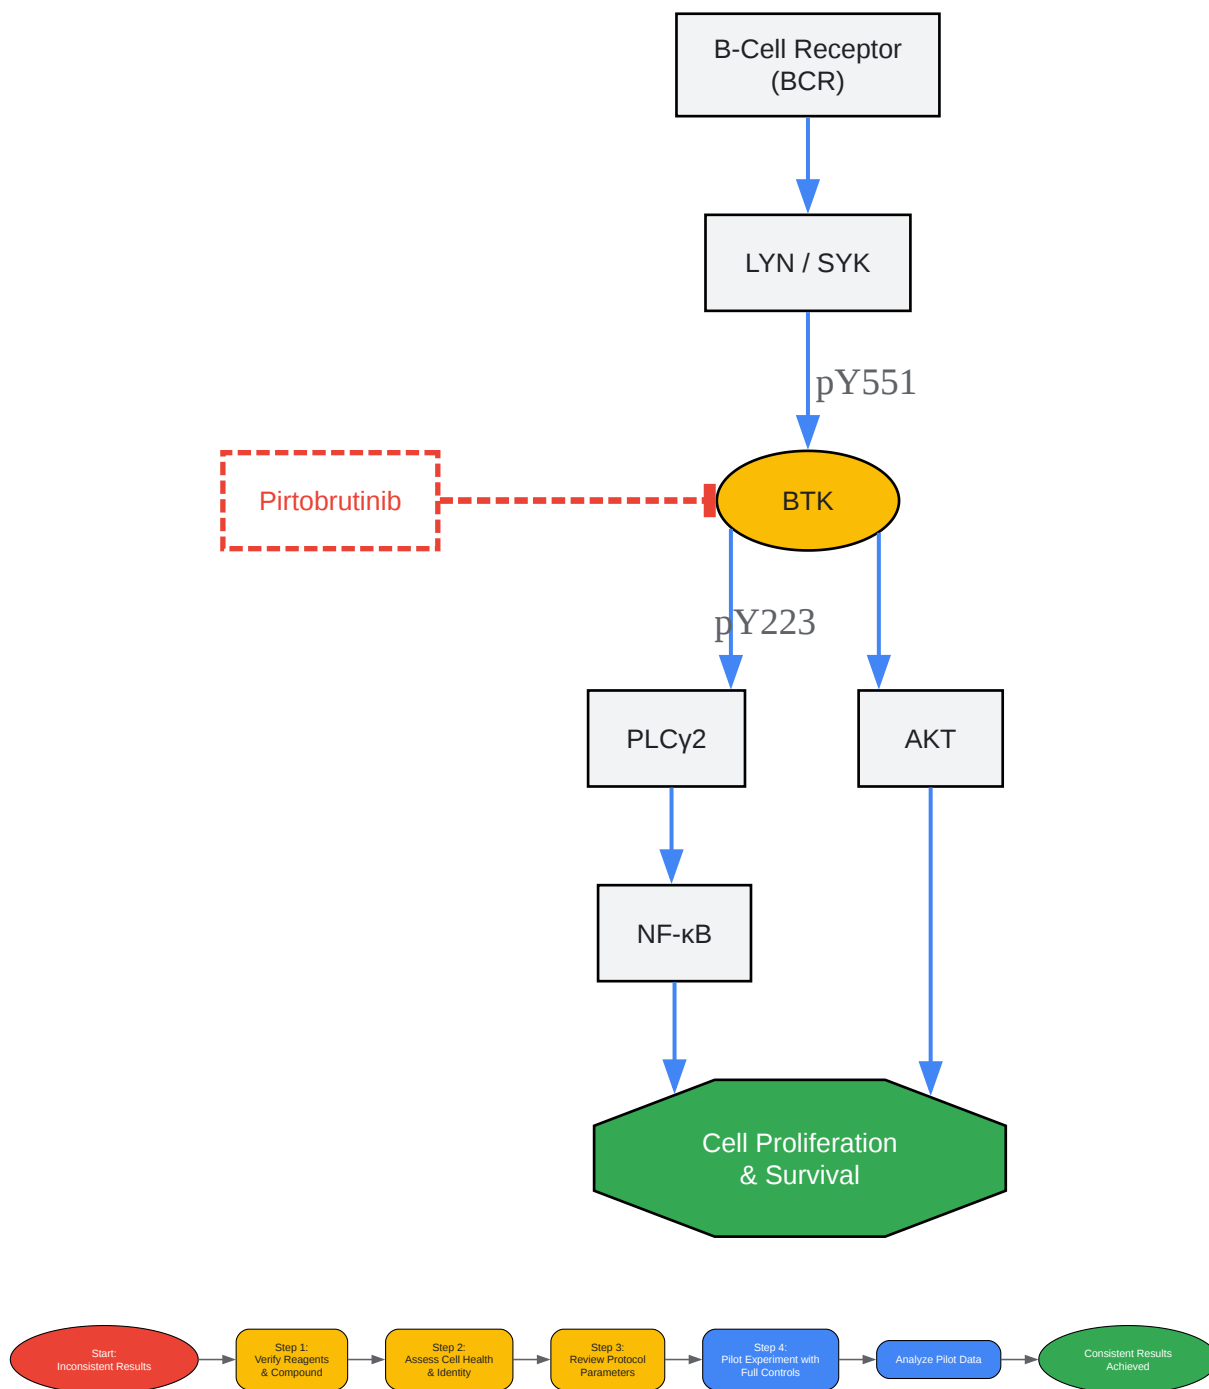 B-Cell Receptor
(BCR)
LYN / SYK
pY551
Pirtobrutinib
BTK
pY223
PLCγ2
AKT
NF-κB
Cell Proliferation
& Survival
Start:
Inconsistent Results
Step 1:
Verify Reagents
& Compound
Step 2:
Assess Cell Health
& Identity
Step 3:
Review Protocol
Parameters
Step 4:
Pilot Experiment with
Full Controls
Analyze Pilot Data
Consistent Results
Achieved